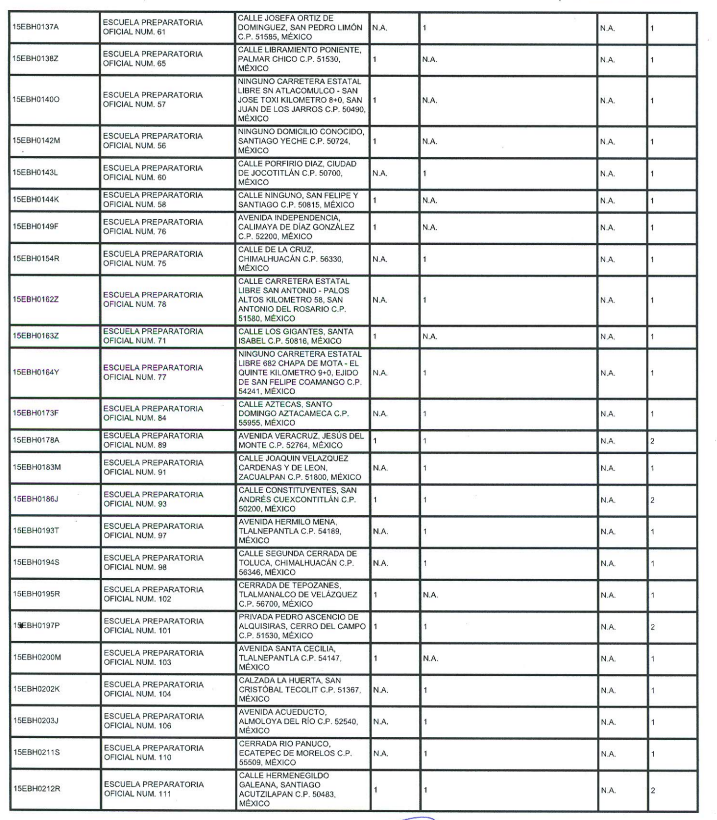 15EBH0137A | ESCUELA PREPARATORIA OFICIAL NUM. 61 | CALLE JOSEFA ORTIZ DE DOMINGUEZ, SAN PEDRO LIMÓN C.P. 51585, MÉXICO | N.A. | 1 | N.A. | 1
15EBH0138Z | ESCUELA PREPARATORIA OFICIAL NUM. 65 | CALLE LIBRAMIENTO PONIENTE, PALMAR CHICO C.P. 51530, MÉXICO | 1 | N.A. | N.A. | 1
15EBH0140O | ESCUELA PREPARATORIA OFICIAL NUM. 57 | NINGUNO CARRETERA ESTATAL LIBRE SN ATLACOMULCO - SAN JOSE TOXI KILOMETRO 8+0, SAN JUAN DE LOS JARROS C.P. 50490, MÉXICO | 1 | N.A. | N.A. | 1
15EBH0142M | ESCUELA PREPARATORIA OFICIAL NUM. 56 | NINGUNO DOMICILIO CONOCIDO, SANTIAGO YECHE C.P. 50724, MÉXICO | 1 | N.A. | N.A. | 1
15EBH0143L | ESCUELA PREPARATORIA OFICIAL NUM. 60 | CALLE PORFIRIO DIAZ, CIUDAD DE JOCOTITLÁN C.P. 50700, MÉXICO | N.A. | 1 | N.A. | 1
15EBH0144K | ESCUELA PREPARATORIA OFICIAL NUM. 58 | CALLE NINGUNO, SAN FELIPE Y SANTIAGO C.P. 50815, MÉXICO | 1 | N.A. | N.A. | 1
15EBH0149F | ESCUELA PREPARATORIA OFICIAL NUM. 76 | AVENIDA INDEPENDENCIA, CALIMAYA DE DÍAZ GONZÁLEZ C.P. 52200, MÉXICO | 1 | N.A. | N.A. | 1
15EBH0154R | ESCUELA PREPARATORIA OFICIAL NUM. 75 | CALLE DE LA CRUZ, CHIMALHUACÁN C.P. 56330, MÉXICO | N.A. | 1 | N.A. | 1
15EBH0162Z | ESCUELA PREPARATORIA OFICIAL NUM. 78 | CALLE CARRETERA ESTATAL LIBRE SAN ANTONIO - PALOS ALTOS KILOMETRO 58, SAN ANTONIO DEL ROSARIO C.P. 51580, MÉXICO | N.A. | 1 | N.A. | 1
15EBH0163Z | ESCUELA PREPARATORIA OFICIAL NUM. 71 | CALLE LOS GIGANTES, SANTA ISABEL C.P. 50816, MÉXICO | 1 | N.A. | N.A. | 1
15EBH0164Y | ESCUELA PREPARATORIA OFICIAL NUM. 77 | NINGUNO CARRETERA ESTATAL LIBRE 682 CHAPA DE MOTA - EL QUINTE KILOMETRO 9+0, EJIDO DE SAN FELIPE COAMANGO C.P. 54241, MÉXICO | N.A. | 1 | N.A. | 1
15EBH0173F | ESCUELA PREPARATORIA OFICIAL NUM. 84 | CALLE AZTECAS, SANTO DOMINGO AZTACAMECA C.P. 55955, MÉXICO | N.A. | 1 | N.A. | 1
15EBH0178A | ESCUELA PREPARATORIA OFICIAL NUM. 89 | AVENIDA VERACRUZ, JESÚS DEL MONTE C.P. 52764, MÉXICO | 1 | 1 | N.A. | 2
15EBH0183M | ESCUELA PREPARATORIA OFICIAL NUM. 91 | CALLE JOAQUIN VELAZQUEZ CARDENAS Y DE LEON, ZACUALPAN C.P. 51800, MÉXICO | N.A. | 1 | N.A. | 1
15EBH0186J | ESCUELA PREPARATORIA OFICIAL NUM. 93 | CALLE CONSTITUYENTES, SAN ANDRÉS CUEXCONTITLÁN C.P. 50200, MÉXICO | 1 | 1 | N.A. | 2
15EBH0193T | ESCUELA PREPARATORIA OFICIAL NUM. 97 | AVENIDA HERMILO MENA, TLALNEPANTLA C.P. 54189, MÉXICO | N.A. | 1 | N.A. | 1
15EBH0194S | ESCUELA PREPARATORIA OFICIAL NUM. 98 | CALLE SEGUNDA CERRADA DE TOLUCA, CHIMALHUACÁN C.P. 56346, MÉXICO | N.A. | 1 | N.A. | 1
15EBH0195R | ESCUELA PREPARATORIA OFICIAL NUM. 102 | CERRADA DE TEPOZANES, TLALMANALCO DE VELÁZQUEZ C.P. 56700, MÉXICO | 1 | N.A. | N.A. | 1
15EBH0197P | ESCUELA PREPARATORIA OFICIAL NUM. 101 | PRIVADA PEDRO ASCENCIO DE ALQUISIRAS, CERRO DEL CAMPO C.P. 51530, MÉXICO | 1 | 1 | N.A. | 2
15EBH0200M | ESCUELA PREPARATORIA OFICIAL NUM. 103 | AVENIDA SANTA CECILIA, TLALNEPANTLA C.P. 54147, MÉXICO | 1 | N.A. | N.A. | 1
15EBH0202K | ESCUELA PREPARATORIA OFICIAL NUM. 104 | CALZADA LA HUERTA, SAN CRISTÓBAL TECOLIT C.P. 51367, MÉXICO | N.A. | 1 | N.A. | 1
15EBH0203J | ESCUELA PREPARATORIA OFICIAL NUM. 106 | AVENIDA ACUEDUCTO, ALMOLOYA DEL RÍO C.P. 52540, MÉXICO | N.A. | 1 | N.A. | 1
15EBH0211S | ESCUELA PREPARATORIA OFICIAL NUM. 110 | CERRADA RIO PANUCO, ECATEPEC DE MORELOS C.P. 55509, MÉXICO | N.A. | 1 | N.A. | 1
15EBH0212R | ESCUELA PREPARATORIA OFICIAL NUM. 111 | CALLE HERMENEGILDO GALEANA, SANTIAGO ACUTZILAPAN C.P. 50483, MÉXICO | 1 | 1 | N.A. | 2